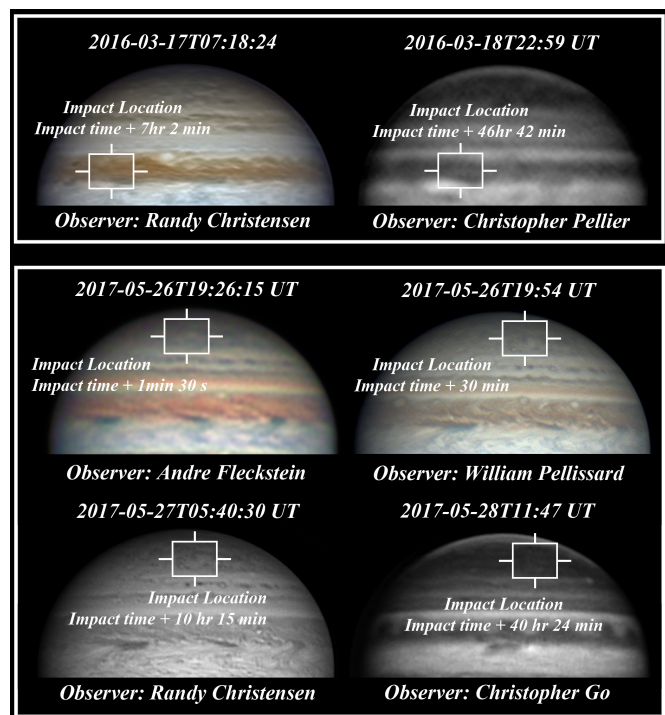 2016-03-17T07:18:24
Impact Location
Impact time + 7hr 2 min
Observer: Randy Christensen
2016-03-18T22:59 UT
Impact Location
Impact time + 46hr 42 min
Observer: Christopher Pellier
2017-05-26T19:26:15 UT
Impact Location
Impact time + 1min 30 s
Observer: Andre Fleckstein
2017-05-26T19:54 UT
Impact Location
Impact time + 30 min
Observer: William Pellissard
2017-05-27T05:40:30 UT
Impact Location
Impact time + 10 hr 15 min
Observer: Randy Christensen
2017-05-28T11:47 UT
Impact Location
Impact time + 40 hr 24 min
Observer: Christopher Go